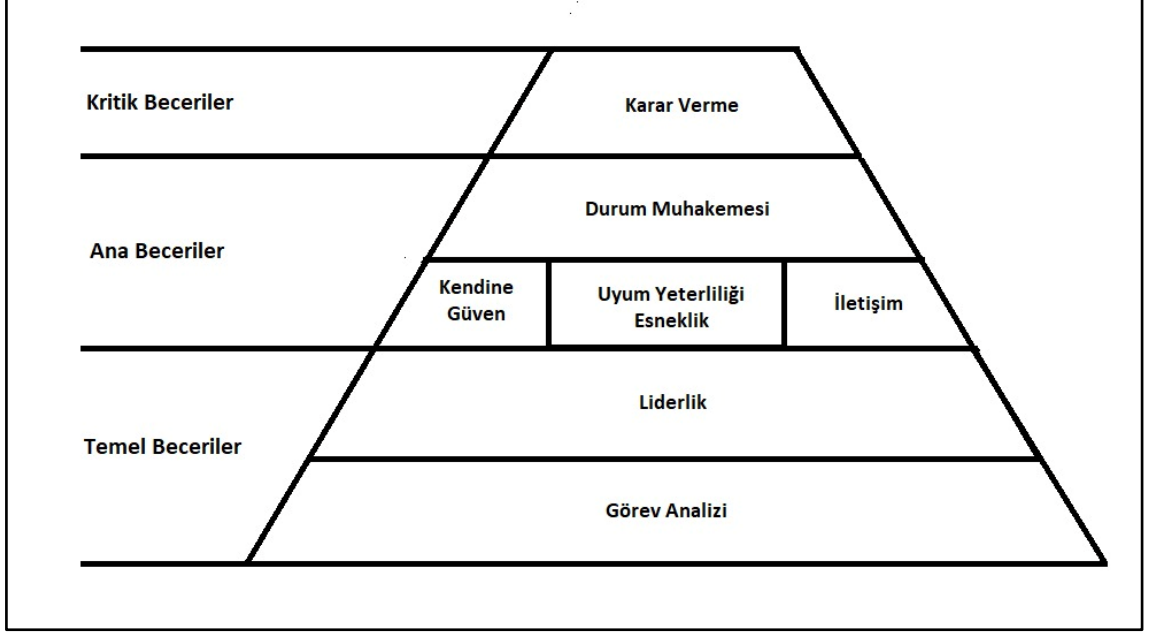 Kritik Beceriler
Karar Verme
Ana Beceriler
Durum Muhakemesi
Kendine
Güven
Uyum Yeterliliği
Esneklik
İletişim
Temel Beceriler
Liderlik
Görev Analizi